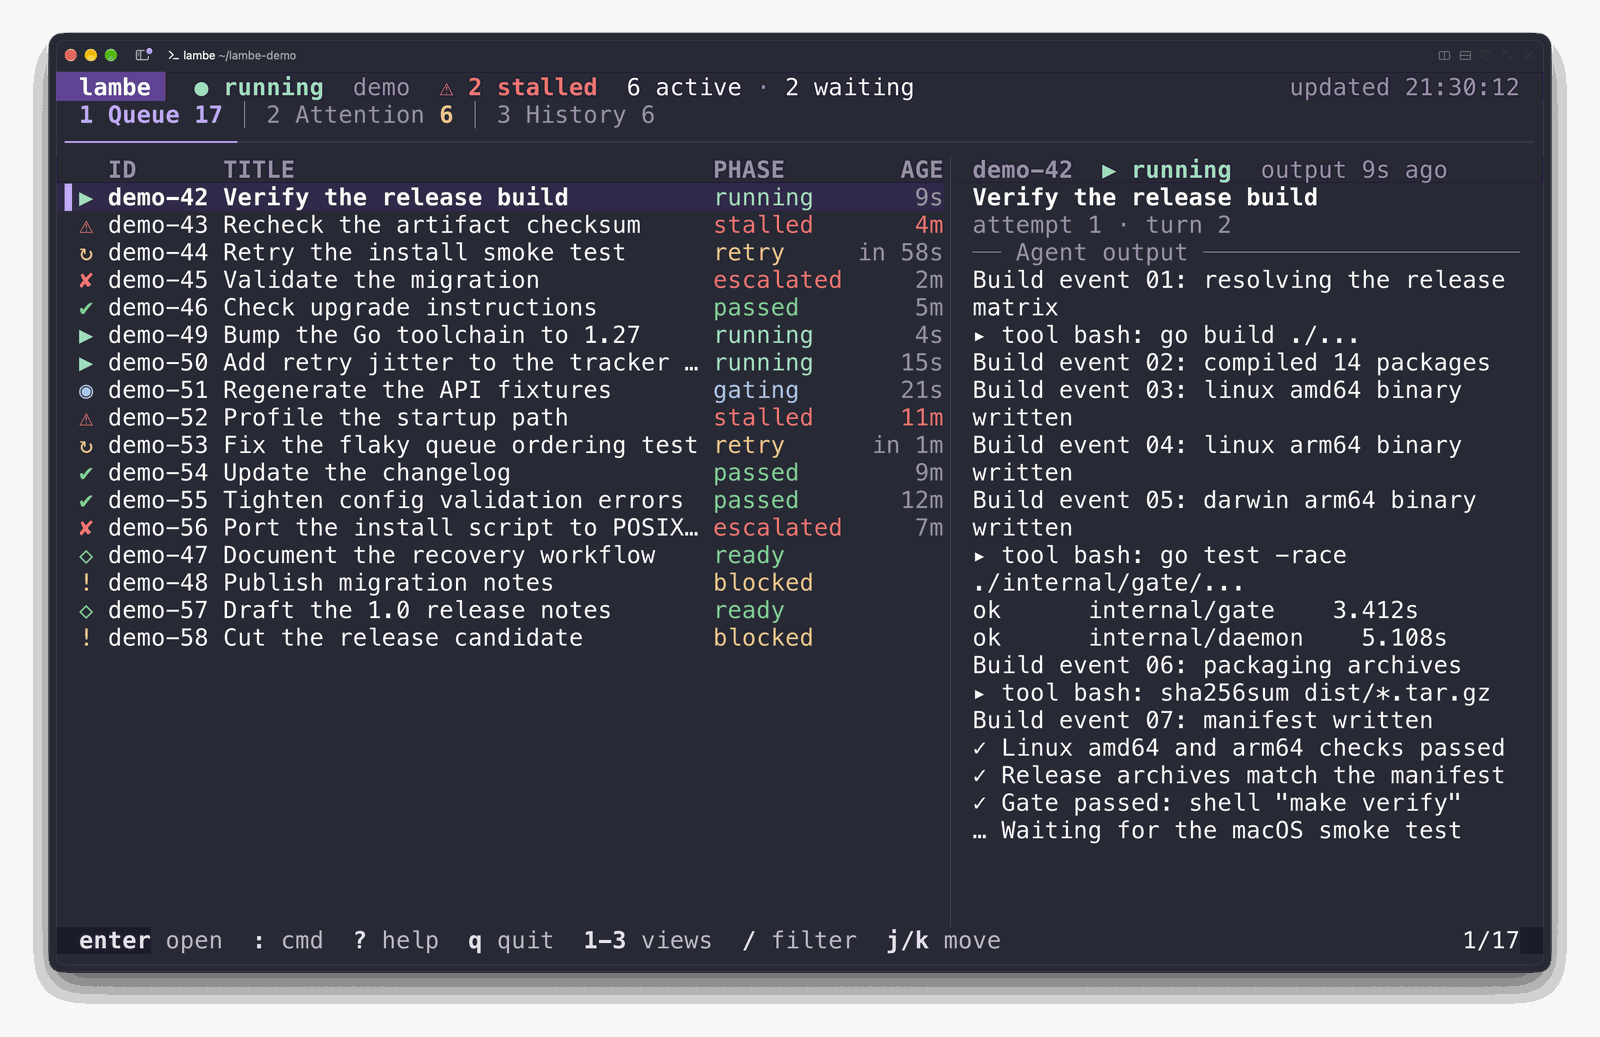 lambe ~/lambe-demo
lambe ● running demo ⚠ 2 stalled 6 active · 2 waiting updated 21:30:12
1 Queue 17 │ 2 Attention 6 │ 3 History 6
ID TITLE PHASE AGE
▶ demo-42 Verify the release build running 9s
⚠ demo-43 Recheck the artifact checksum stalled 4m
↻ demo-44 Retry the install smoke test retry in 58s
✘ demo-45 Validate the migration escalated 2m
✔ demo-46 Check upgrade instructions passed 5m
▶ demo-49 Bump the Go toolchain to 1.27 running 4s
▶ demo-50 Add retry jitter to the tracker … running 15s
◉ demo-51 Regenerate the API fixtures gating 21s
⚠ demo-52 Profile the startup path stalled 11m
↻ demo-53 Fix the flaky queue ordering test retry in 1m
✔ demo-54 Update the changelog passed 9m
✔ demo-55 Tighten config validation errors passed 12m
✘ demo-56 Port the install script to POSIX… escalated 7m
◇ demo-47 Document the recovery workflow ready
! demo-48 Publish migration notes blocked
◇ demo-57 Draft the 1.0 release notes ready
! demo-58 Cut the release candidate blocked
demo-42 ▶ running output 9s ago
Verify the release build
attempt 1 · turn 2
── Agent output ──
Build event 01: resolving the release
matrix
▸ tool bash: go build ./...
Build event 02: compiled 14 packages
Build event 03: linux amd64 binary
written
Build event 04: linux arm64 binary
written
Build event 05: darwin arm64 binary
written
▸ tool bash: go test -race
./internal/gate/...
ok internal/gate 3.412s
ok internal/daemon 5.108s
Build event 06: packaging archives
▸ tool bash: sha256sum dist/*.tar.gz
Build event 07: manifest written
✓ Linux amd64 and arm64 checks passed
✓ Release archives match the manifest
✓ Gate passed: shell "make verify"
… Waiting for the macOS smoke test
enter open : cmd ? help q quit 1-3 views / filter j/k move 1/17